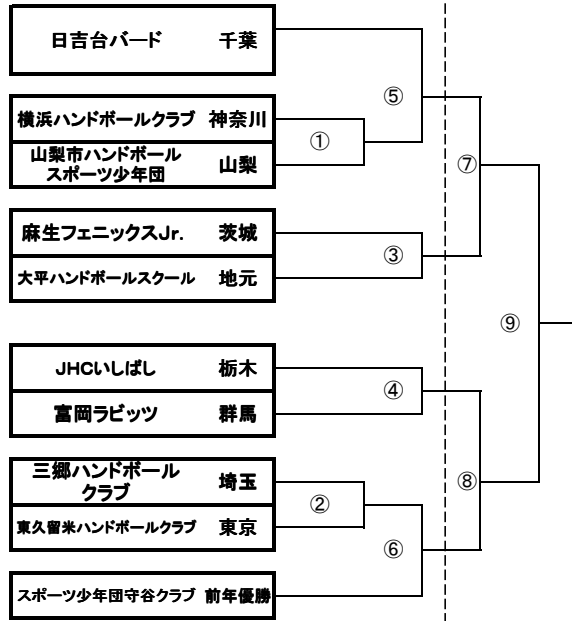 日吉台バード 千葉
⑤
横浜ハンドボールクラブ 神奈川
①
山梨市ハンドボール
スポーツ少年団 山梨
⑦
麻生フェニックスJr. 茨城
③
大平ハンドボールスクール 地元
⑨
JHCいしばし 栃木
④
富岡ラビッツ 群馬
三郷ハンドボール
クラブ 埼玉
⑧
②
東久留米ハンドボールクラブ 東京
⑥
スポーツ少年団守谷クラブ 前年優勝